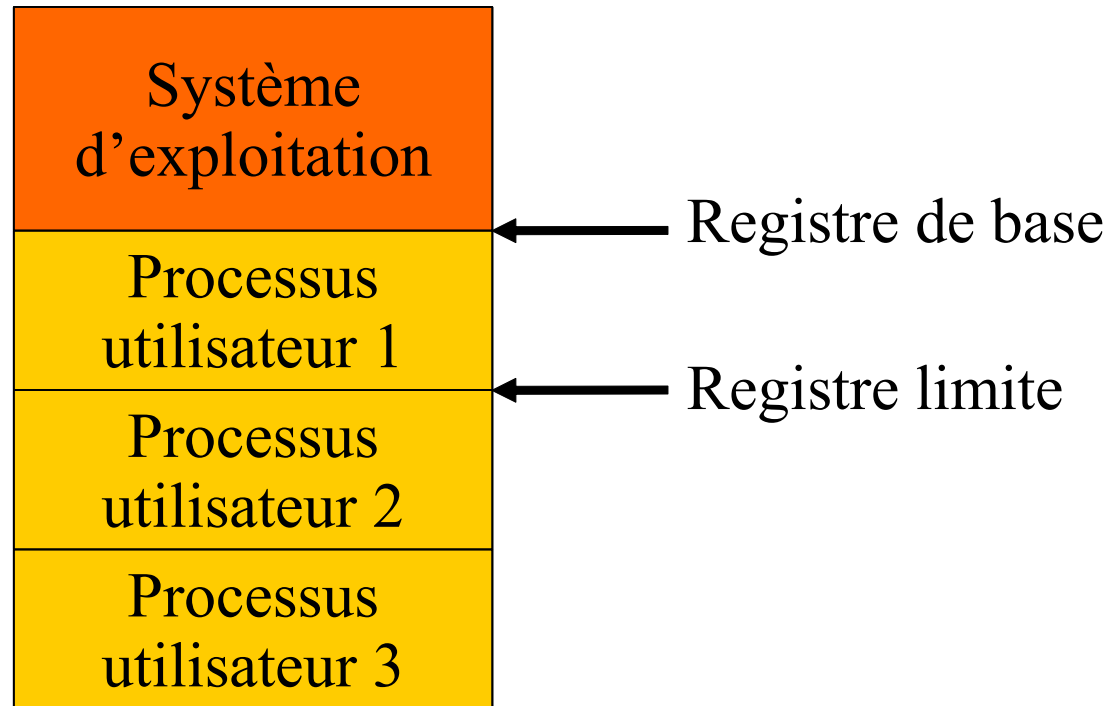 Système
d’exploitation
Registre de base
Processus
utilisateur 1
Registre limite
Processus
utilisateur 2
Processus
utilisateur 3